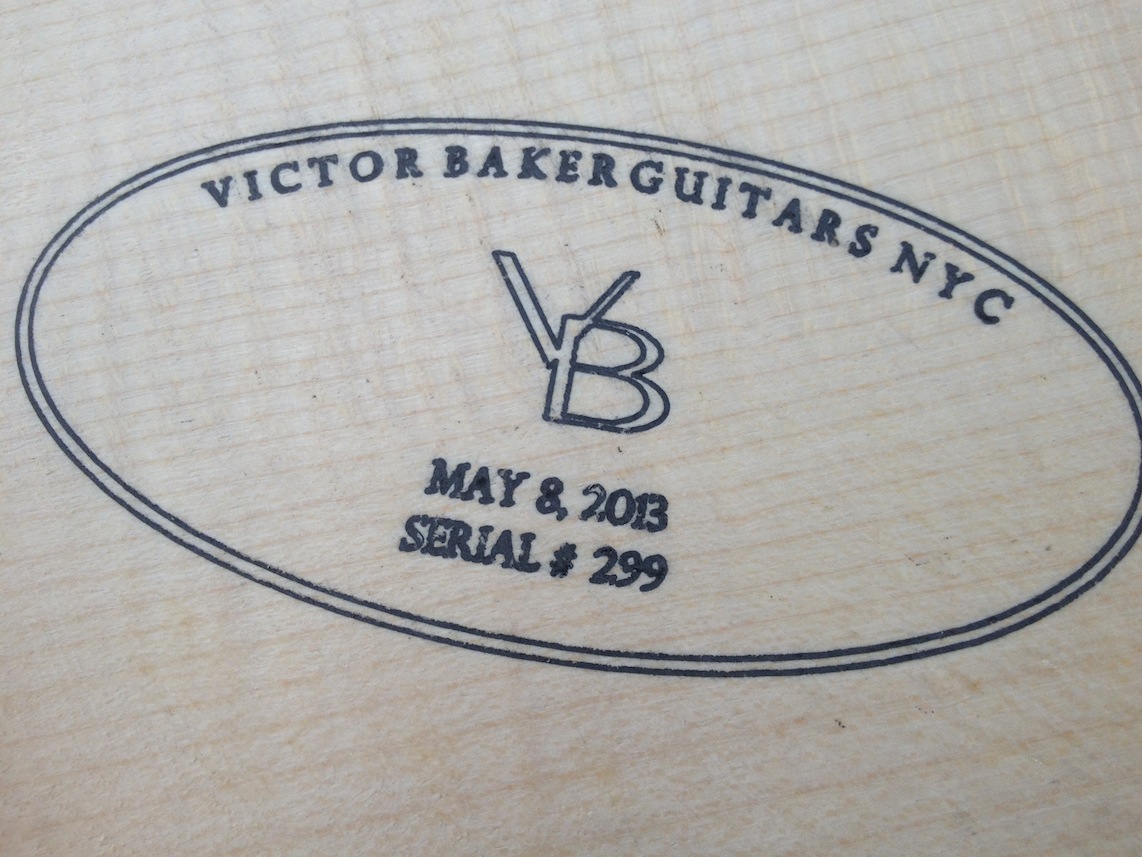 VICTOR BAKER GUITARS NYC
VB
MAY 8, 2013
SERIAL # 299